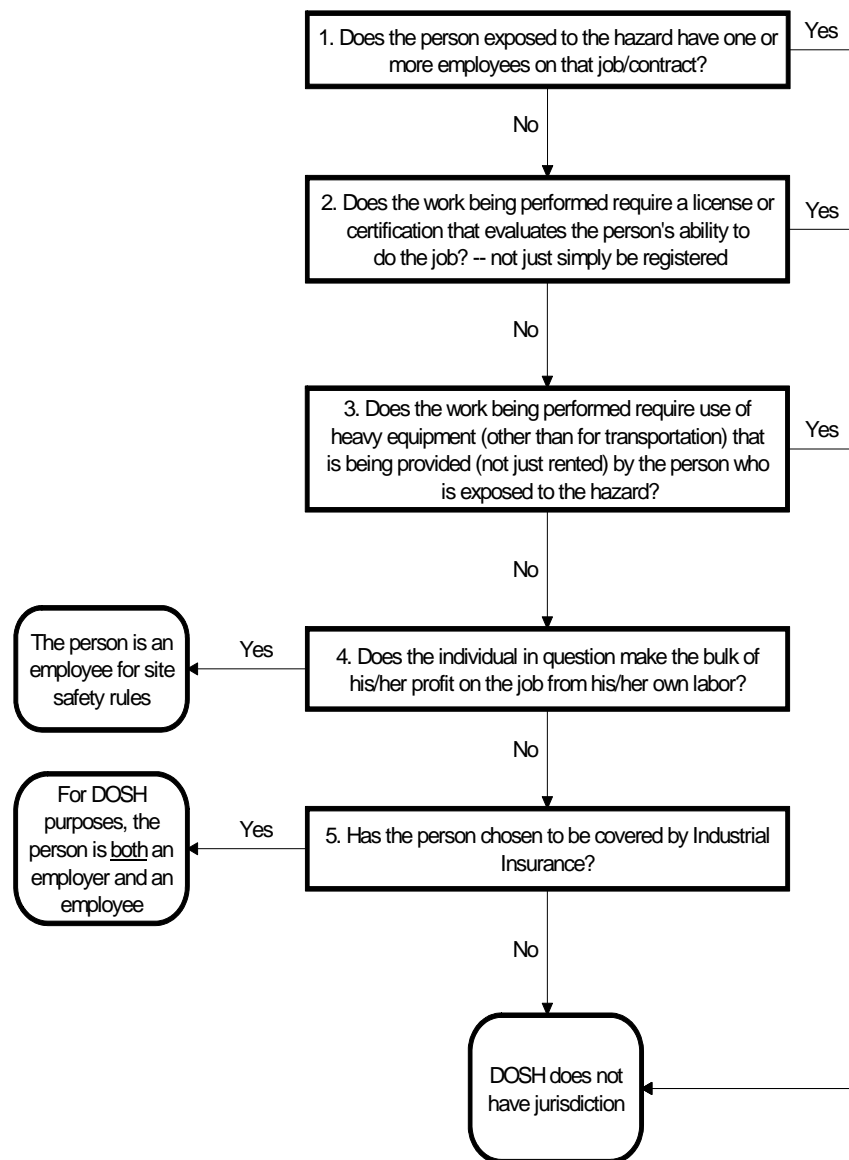 1. Does the person exposed to the hazard have one or
more employees on that job/contract?
Yes
No
2. Does the work being performed require a license or
certification that evaluates the person's ability to
do the job? -- not just simply be registered
Yes
No
3. Does the work being performed require use of
heavy equipment (other than for transportation) that
is being provided (not just rented) by the person who
is exposed to the hazard?
Yes
No
The person is an
employee for site
safety rules
Yes
4. Does the individual in question make the bulk of
his/her profit on the job from his/her own labor?
No
For DOSH
purposes, the
person is both an
employer and an
employee
Yes
5. Has the person chosen to be covered by Industrial
Insurance?
No
DOSH does not
have jurisdiction